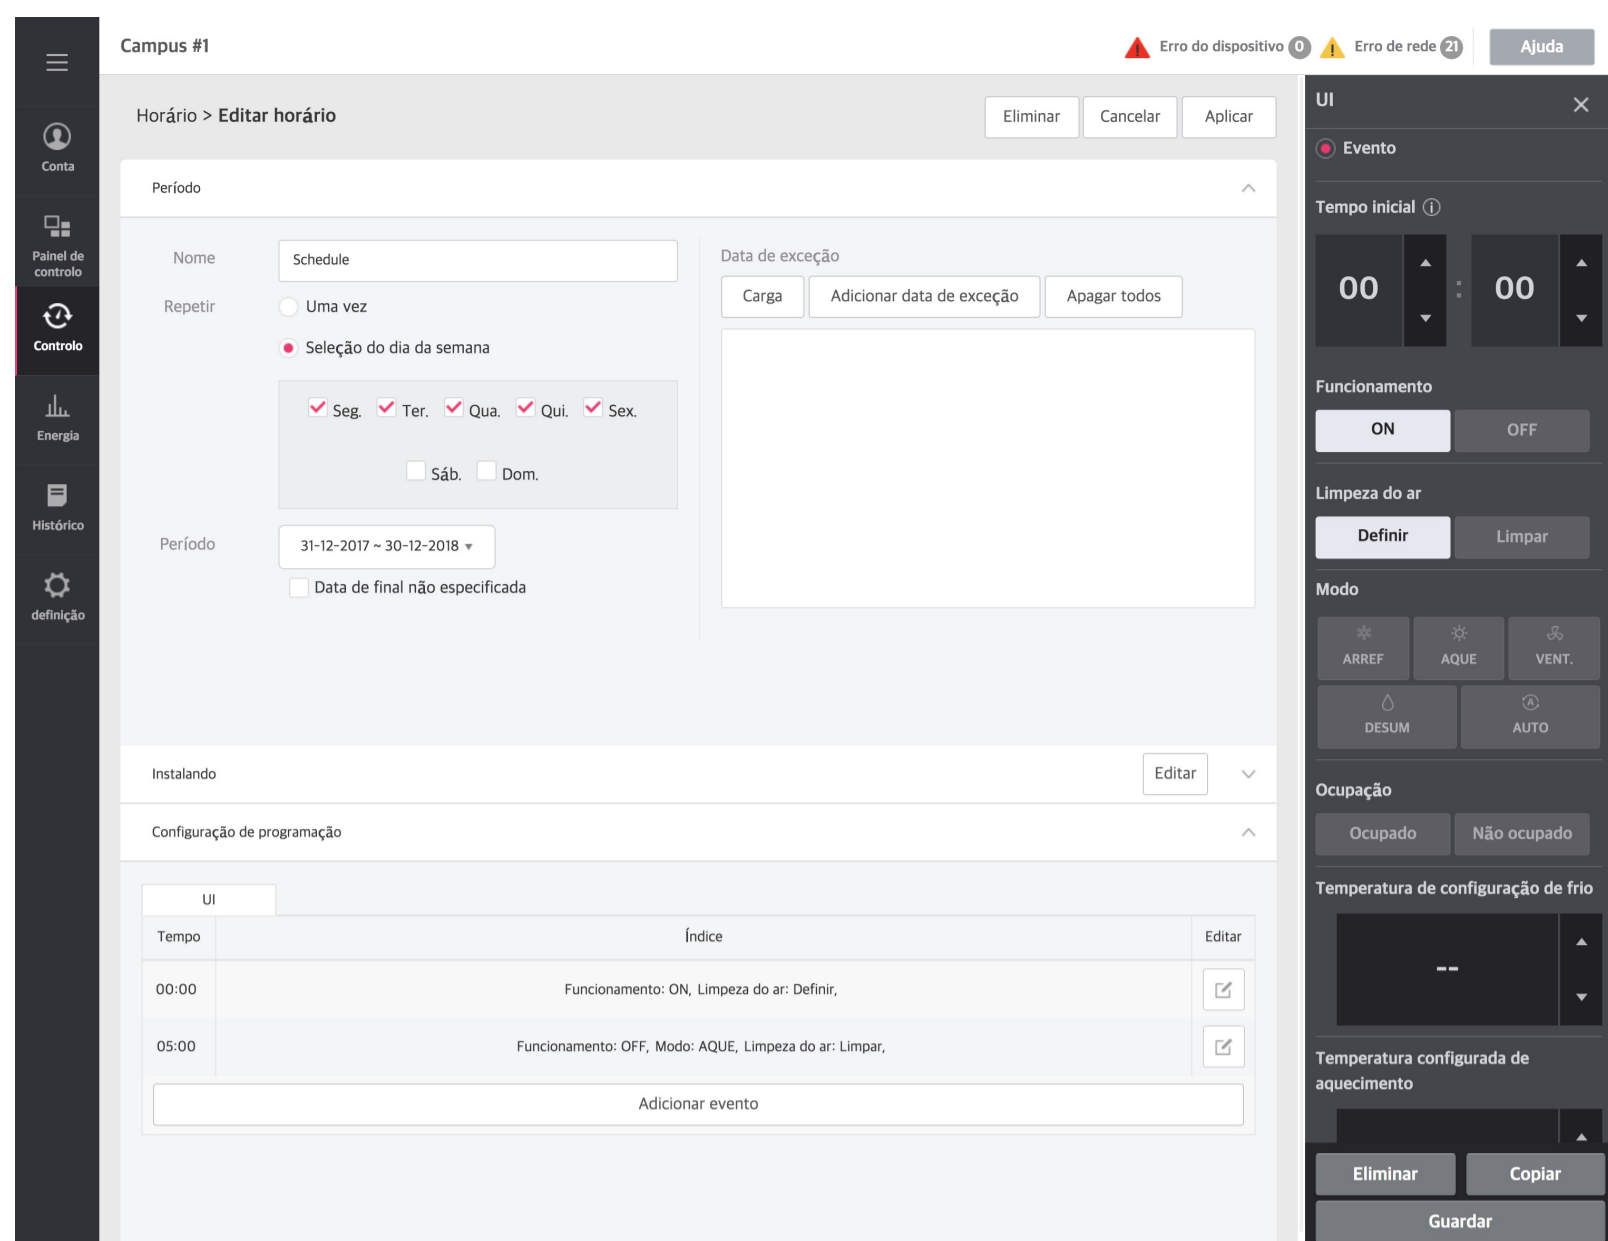 Campus #1
Erro do dispositivo 0
Erro de rede 21
Ajuda
Conta
Painel de
controlo
Controlo
Energia
Histórico
definição
Horário > Editar horário
Eliminar
Cancelar
Aplicar
Período
Nome
Schedule
Repetir
Uma vez
Seleção do dia da semana
Seg. Ter. Qua. Qui. Sex.
Sáb. Dom.
Período
31-12-2017 ~ 30-12-2018
Data de final não especificada
Data de exceção
Carga
Adicionar data de exceção
Apagar todos
Instalando
Editar
Configuração de programação
UI
Tempo Índice Editar
00:00 Funcionamento: ON, Limpeza do ar: Definir,
05:00 Funcionamento: OFF, Modo: AQUE, Limpeza do ar: Limpar,
Adicionar evento
UI
Evento
Tempo inicial
00 : 00
Funcionamento
ON OFF
Limpeza do ar
Definir Limpar
Modo
ARREF AQUE VENT.
DESUM AUTO
Ocupação
Ocupado Não ocupado
Temperatura de configuração de frio
--
Temperatura configurada de
aquecimento
Eliminar Copiar
Guardar